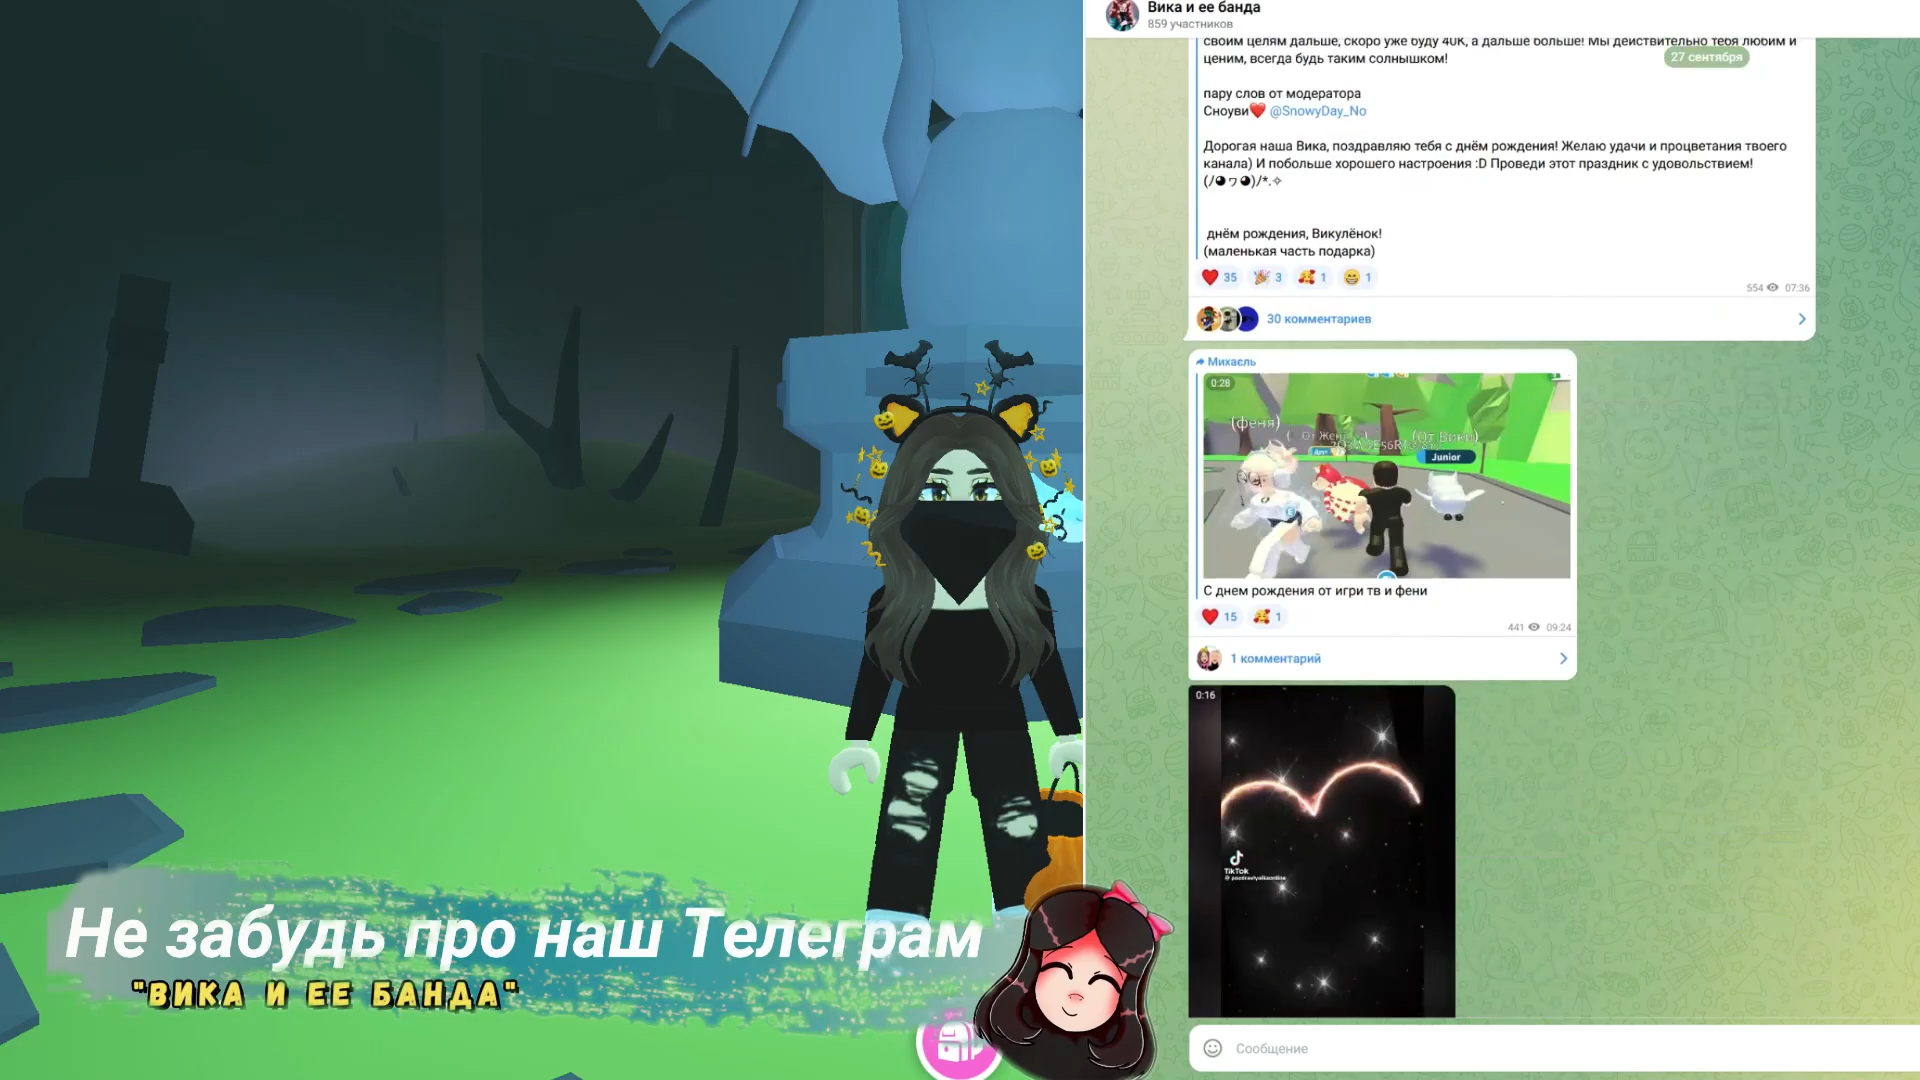 Вика и ее банда
859 участников
своим целям дальше, скоро уже буду 40К, а дальше больше! Мы действительно тебя любим и
ценим, всегда будь таким солнышком!
27 сентября
пару слов от модератора
Сноуви❤️ @SnowyDay_No
Дорогая наша Вика, поздравляю тебя с днём рождения! Желаю удачи и процветания твоего
канала) И побольше хорошего настроения :D Проведи этот праздник с удовольствием!
(/◕ヮ◕)/*.✧
днём рождения, Викулёнок!
(маленькая часть подарка)
❤️ 35 🎉 3 🥰 1 😁 1
554 07:36
30 комментариев
Михаєль
0:28
(феня)
(От Вики)
Junior
С днем рождения от игри тв и фени
❤️ 15 🥰 1
441 09:24
1 комментарий
0:16
TikTok
Сообщение
Не забудь про наш Телеграм
"ВИКА И ЕЕ БАНДА"